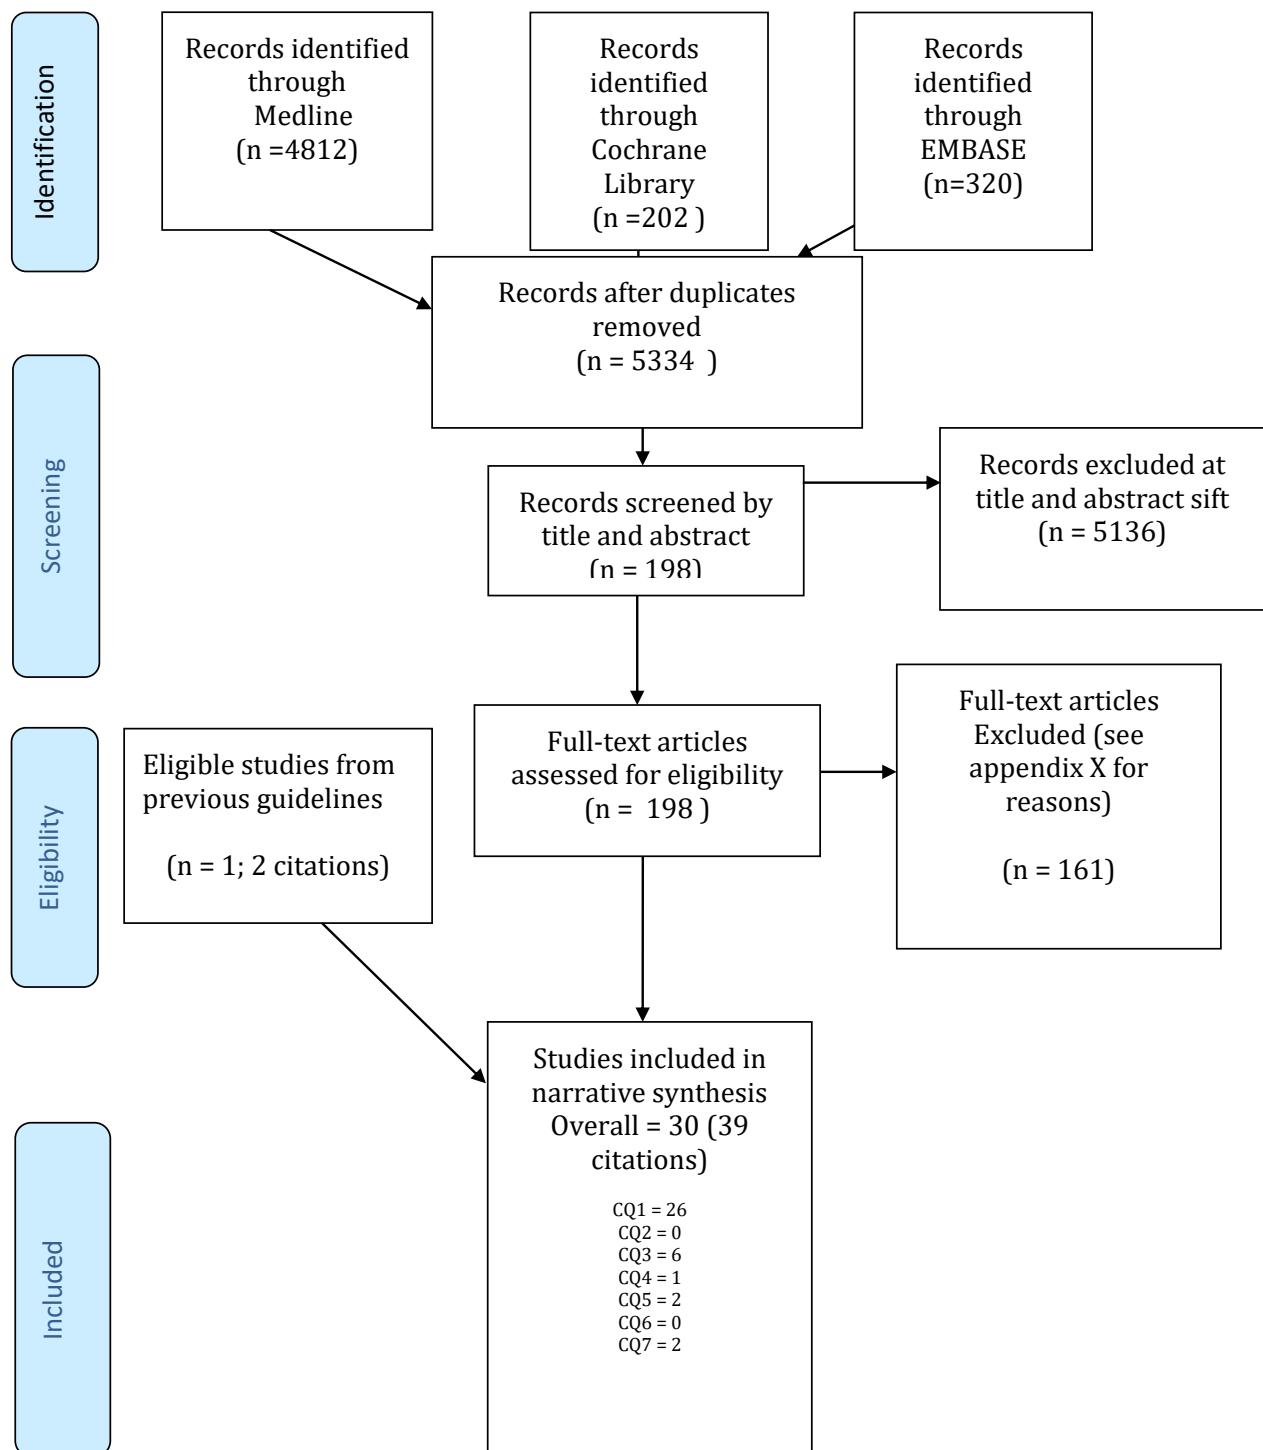 Identification
Records identified
through
Medline
(n =4812)
Records
identified
through
Cochrane
Library
(n =202 )
Records
identified
through
EMBASE
(n=320)
Records after duplicates
removed
(n = 5334  )
Screening
Records screened by
title and abstract
(n = 198)
Records excluded at
title and abstract sift
(n = 5136)
Eligibility
Eligible studies from
previous guidelines
(n = 1; 2 citations)
Full-text articles
assessed for eligibility
(n =  198 )
Full-text articles
Excluded (see
appendix X for
reasons)
(n = 161)
Included
Studies included in
narrative synthesis
Overall = 30 (39
citations)
CQ1 = 26
CQ2 = 0
CQ3 = 6
CQ4 = 1
CQ5 = 2
CQ6 = 0
CQ7 = 2